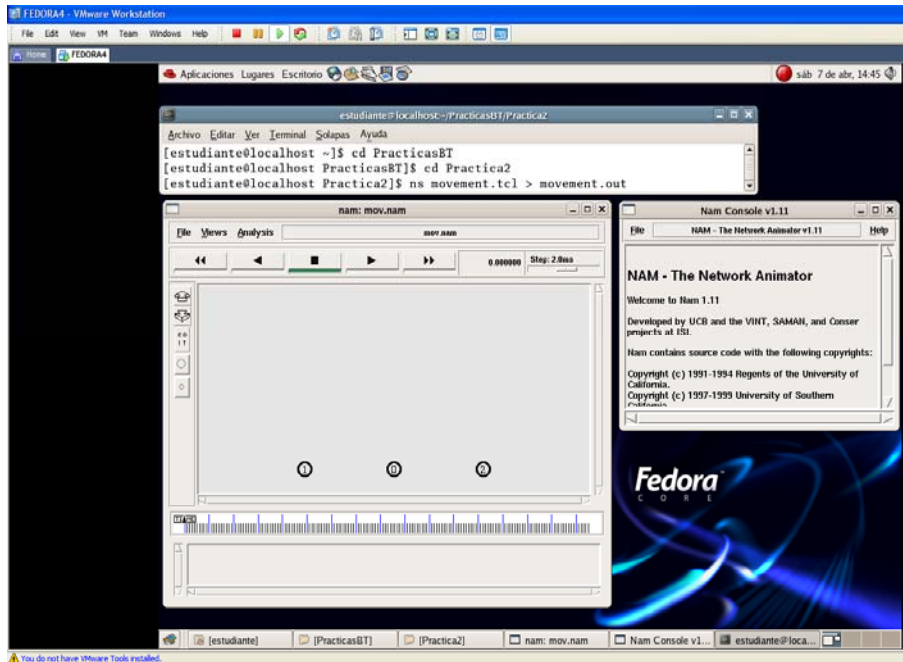 FEDORA4 - VMware Workstation
File Edit View VM Team Windows Help
Home FEDORA4
Aplicaciones Lugares Escritorio sáb 7 de abr, 14:45
estudiante@localhost:~/PracticasBT/Practica2
Archivo Editar Ver Terminal Solapas Ayuda
[estudiante@localhost ~]$ cd PracticasBT
[estudiante@localhost PracticasBT]$ cd Practica2
[estudiante@localhost Practica2]$ ns movement.tcl > movement.out
nam: mov.nam
File Views Analysis mov.nam
0.000000 Step: 2.0ms
1 0 2
TIME
Nam Console v1.11
File NAM - The Network Animator v1.11 Help
NAM - The Network Animator
Welcome to Nam 1.11
Developed by UCB and the VINT, SAMAN, and Conser
projects at ISI.
Nam contains source code with the following copyrights:
Copyright (c) 1991-1994 Regents of the University of
California.
Copyright (c) 1997-1999 University of Southern
California
Fedora
CORE
[estudiante] [PracticasBT] [Practica2] nam: mov.nam Nam Console v1... estudiante@loca...
You do not have VMware Tools installed.